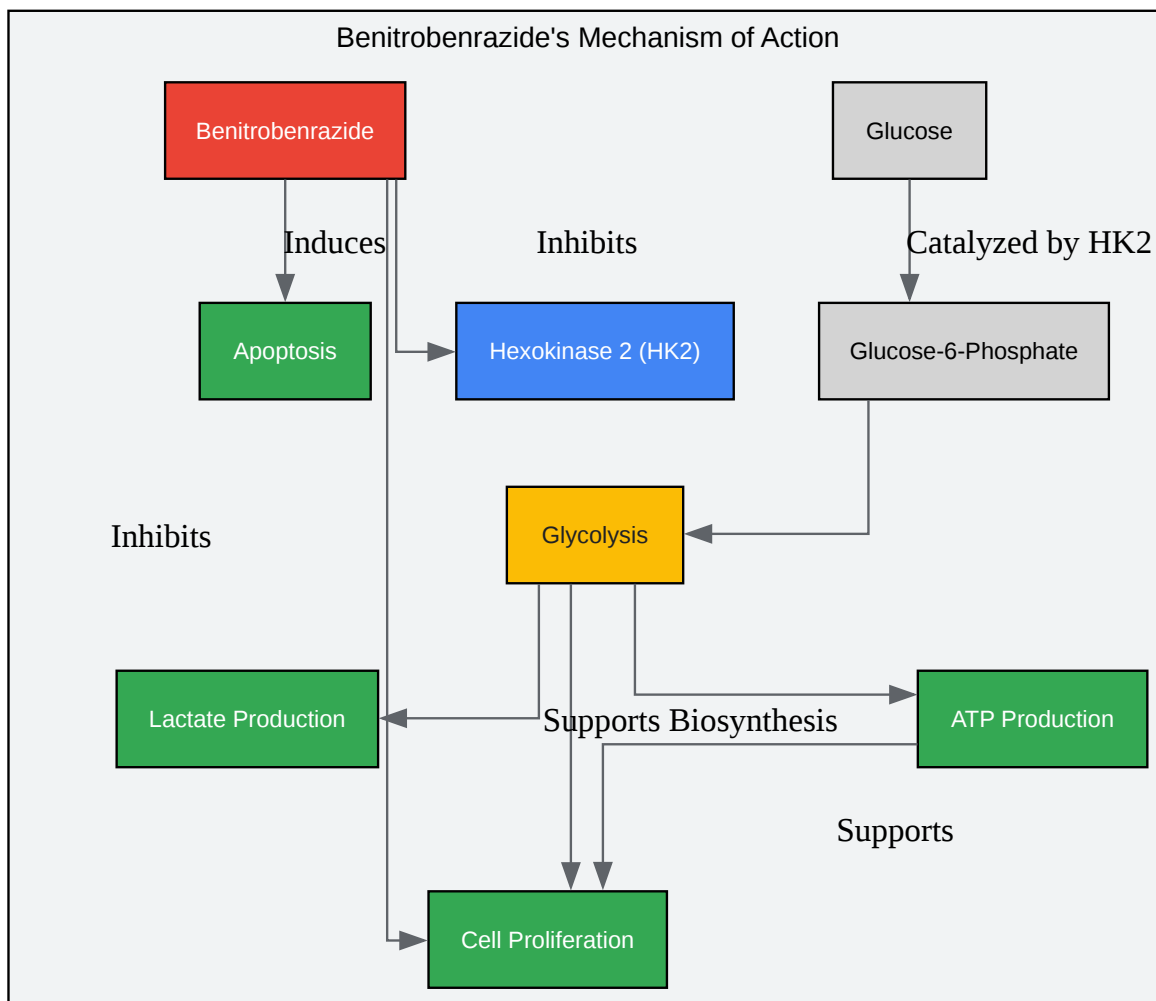 Benitrobenrazide's Mechanism of Action
Benitrobenrazide
Glucose
Induces
Inhibits
Catalyzed by HK2
Apoptosis
Hexokinase 2 (HK2)
Glucose-6-Phosphate
Inhibits
Glycolysis
Lactate Production
Supports Biosynthesis
ATP Production
Supports
Cell Proliferation